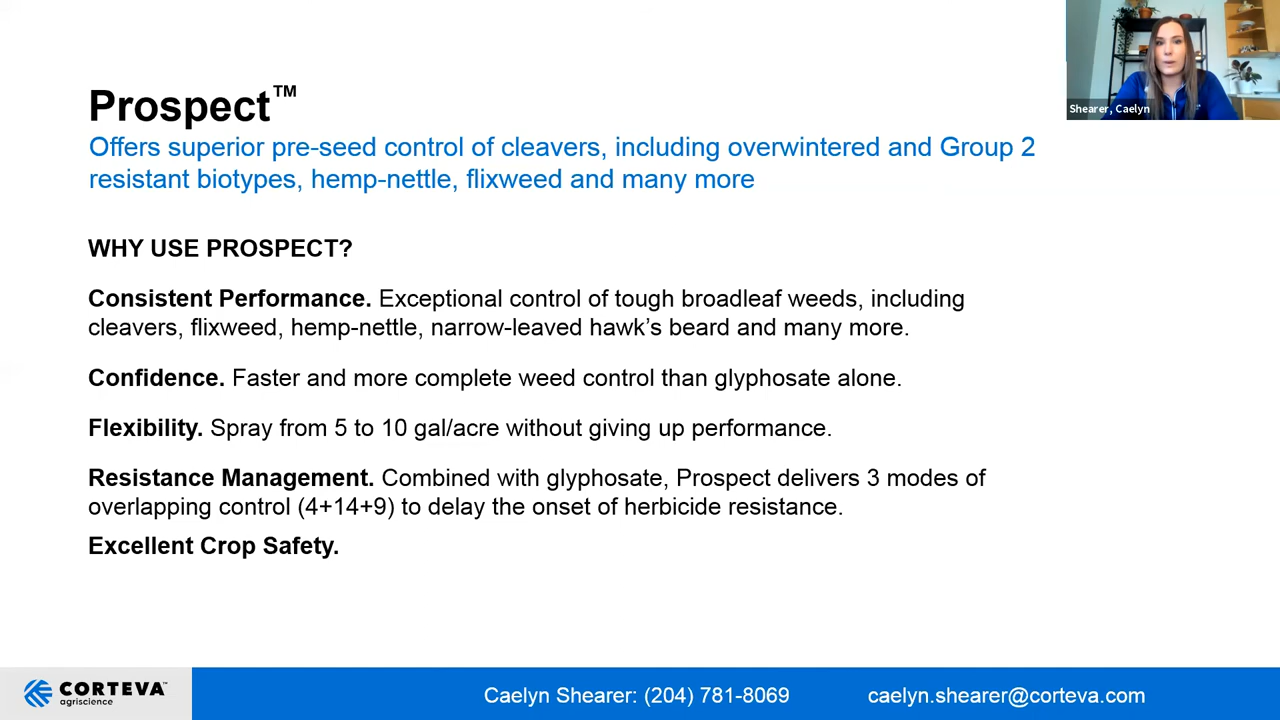 Prospect™
Offers superior pre-seed control of cleavers, including overwintered and Group 2
resistant biotypes, hemp-nettle, flixweed and many more
Shearer, Caelyn
WHY USE PROSPECT?
Consistent Performance. Exceptional control of tough broadleaf weeds, including
cleavers, flixweed, hemp-nettle, narrow-leaved hawk’s beard and many more.
Confidence. Faster and more complete weed control than glyphosate alone.
Flexibility. Spray from 5 to 10 gal/acre without giving up performance.
Resistance Management. Combined with glyphosate, Prospect delivers 3 modes of
overlapping control (4+14+9) to delay the onset of herbicide resistance.
Excellent Crop Safety.
CORTEVA™
agriscience
Caelyn Shearer: (204) 781-8069
caelyn.shearer@corteva.com